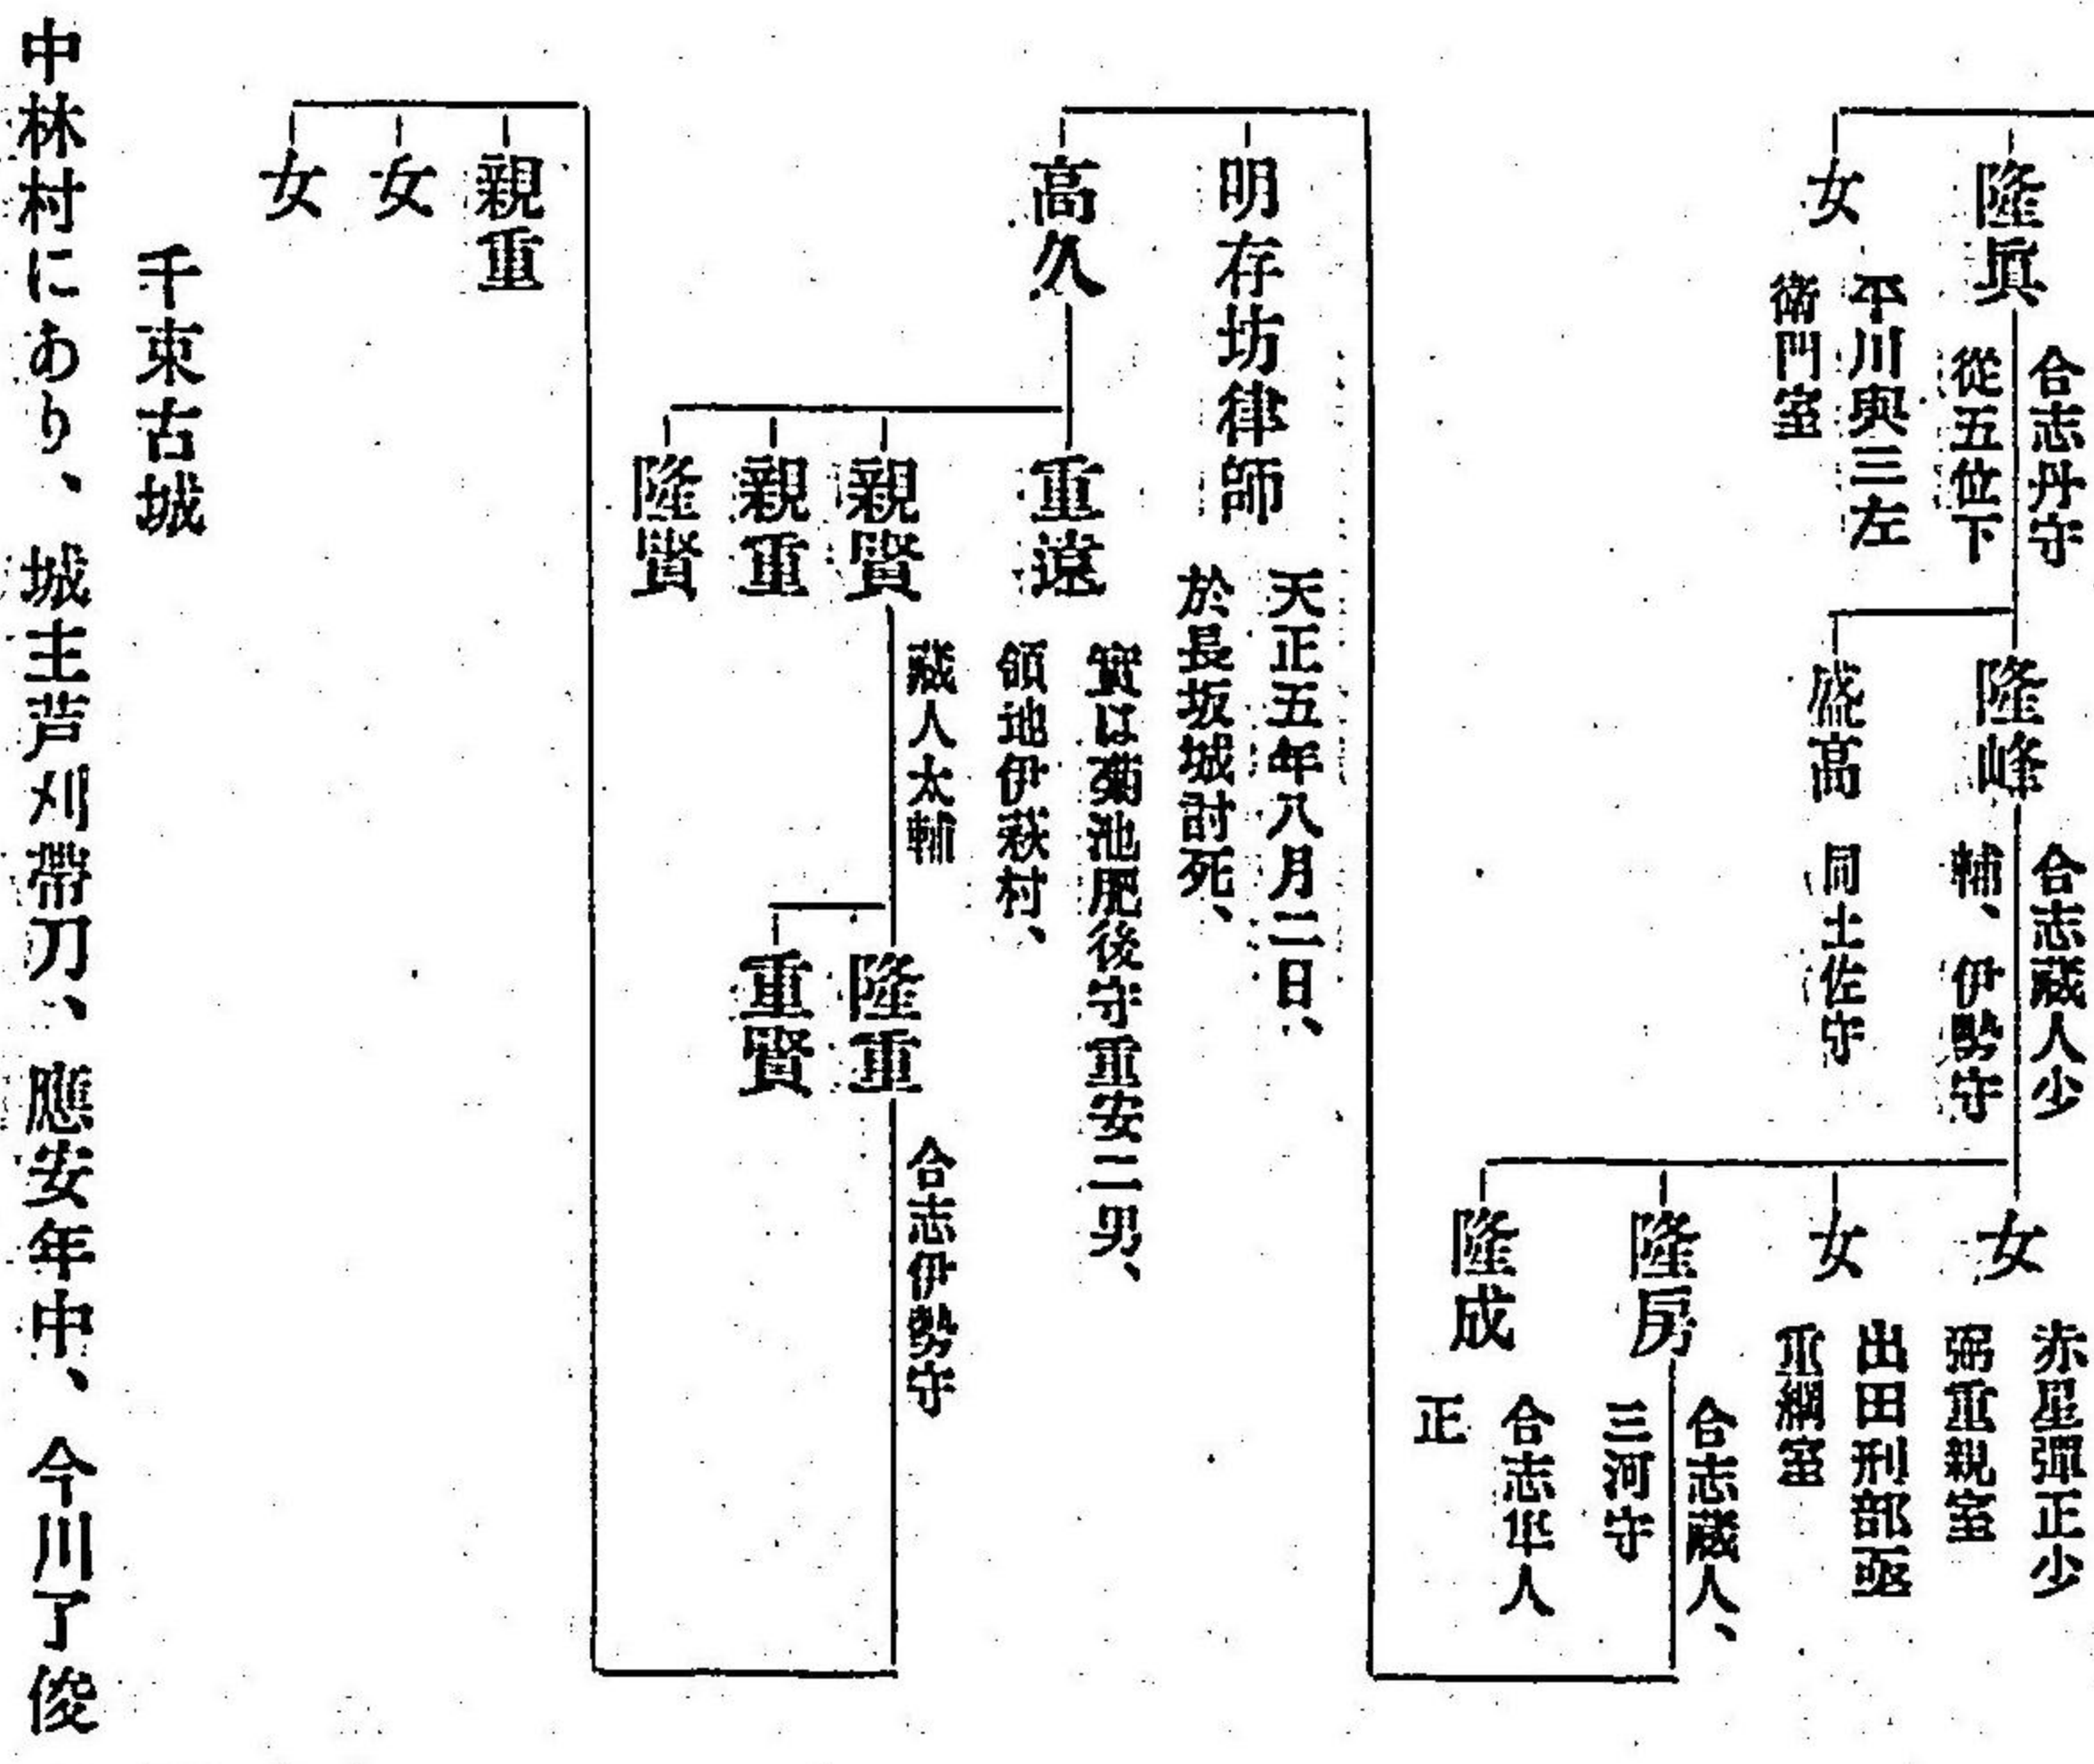 隆眞
合志丹守
從五位下
女
平川與三左
衛門室
隆峰
合志蔵人少
輔、伊勢守
盛高
同土佐守
女
赤星彈正少
弼重親室
女
出田刑部亟
重綱室
隆房
合志蔵人、
三河守
隆成
合志隼人
正
明存坊律師
天正五年八月二日、
於長坂城討死、
高久
重遠
實は菊池肥後守重安二男、
領地伊萩村、
親賢
蔵人太輔
親重
隆賢
隆重
合志伊勢守
重賢
親重
女
女
千束古城
中林村にあり、城主芦刈帶刀、應安年中、今川了俊